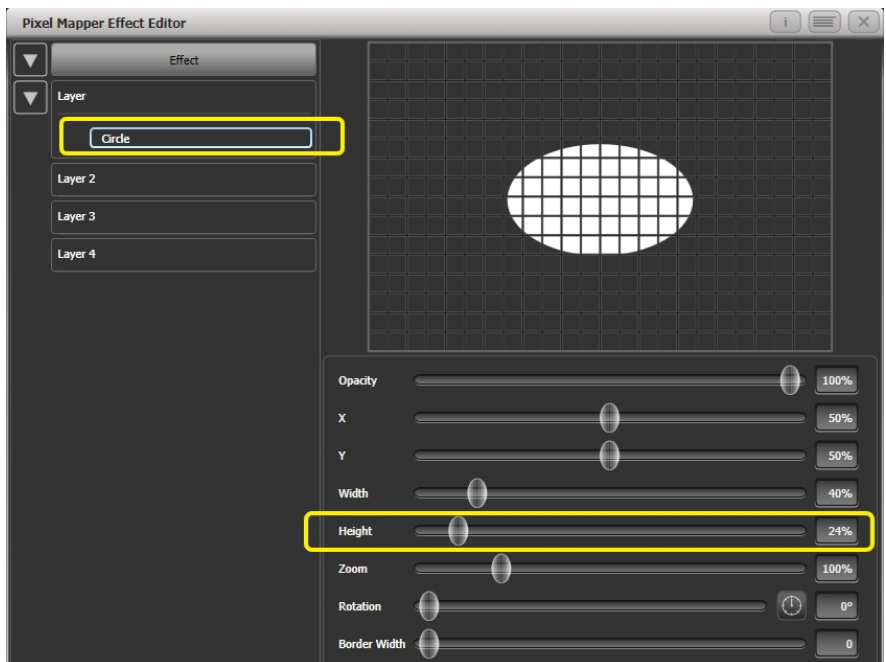 Pixel Mapper Effect Editor
i
Effect
Layer
Circle
Layer 2
Layer 3
Layer 4
Opacity 100%
X 50%
Y 50%
Width 40%
Height 24%
Zoom 100%
Rotation 0°
Border Width 0